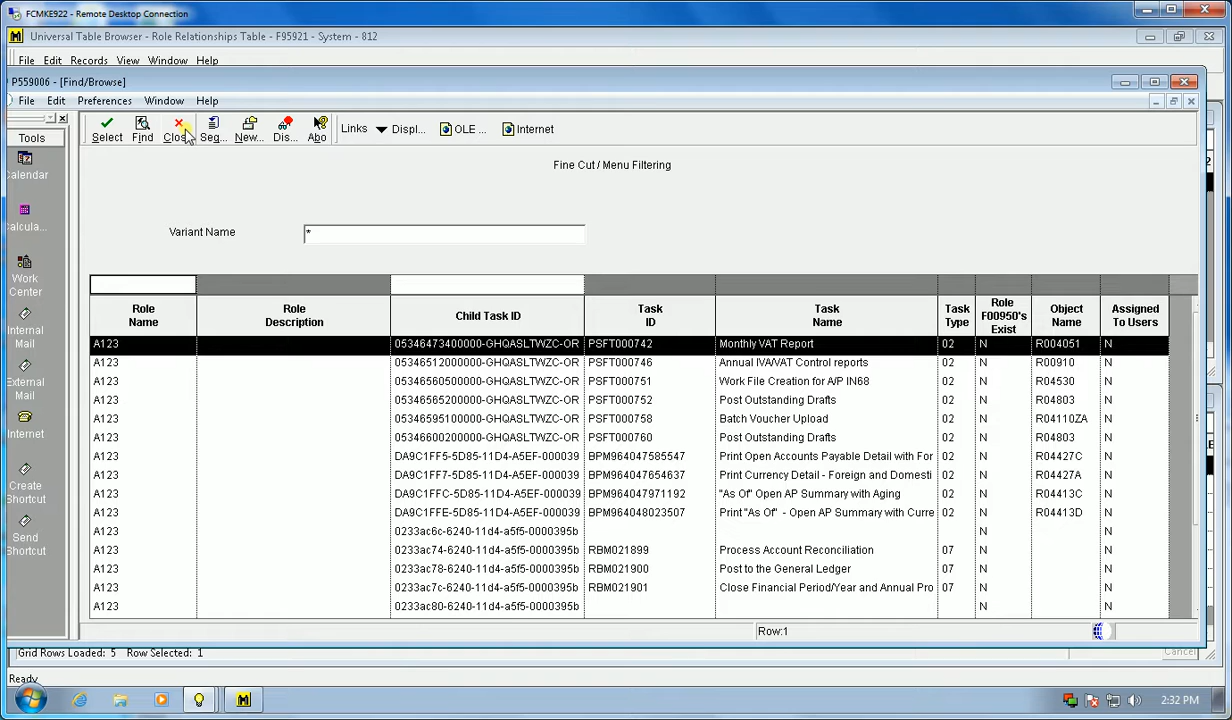 FCMKE922 - Remote Desktop Connection
Universal Table Browser - Role Relationships Table - F95921 - System - 812
File Edit Records View Window Help
P559006 - [Find/Browse]
File Edit Preferences Window Help
Tools
Select Find Clos Seq... New... Dis... Abo Links Displ... OLE ... Internet
Calendar
Calcula...
Work
Center
Internal
Mail
External
Mail
Internet
Create
Shortcut
Send
Shortcut
Fine Cut / Menu Filtering
Variant Name *
Role Name Role Description Child Task ID Task ID Task Name Task Type Role F00950's Exist Object Name Assigned To Users
A123 05346473400000-GHQASLTWZC-OR PSFT000742 Monthly VAT Report 02 N R004051 N
A123 05346512000000-GHQASLTWZC-OR PSFT000746 Annual IVA/VAT Control reports 02 N R00910 N
A123 05346560500000-GHQASLTWZC-OR PSFT000751 Work File Creation for A/P IN68 02 N R04530 N
A123 05346565200000-GHQASLTWZC-OR PSFT000752 Post Outstanding Drafts 02 N R04803 N
A123 05346595100000-GHQASLTWZC-OR PSFT000758 Batch Voucher Upload 02 N R04110ZA N
A123 05346600200000-GHQASLTWZC-OR PSFT000760 Post Outstanding Drafts 02 N R04803 N
A123 DA9C1FF5-5D85-11D4-A5EF-000039 BPM964047585547 Print Open Accounts Payable Detail with For 02 N R04427C N
A123 DA9C1FF7-5D85-11D4-A5EF-000039 BPM964047654637 Print Currency Detail - Foreign and Domesti 02 N R04427A N
A123 DA9C1FFC-5D85-11D4-A5EF-000039 BPM964047971192 "As Of" Open AP Summary with Aging 02 N R04413C N
A123 DA9C1FFE-5D85-11D4-A5EF-000039 BPM964048023507 Print "As Of" - Open AP Summary with Curre 02 N R04413D N
A123 0233ac6c-6240-11d4-a5f5-0000395b N N
A123 0233ac74-6240-11d4-a5f5-0000395b RBM021899 Process Account Reconciliation 07 N N
A123 0233ac78-6240-11d4-a5f5-0000395b RBM021900 Post to the General Ledger 07 N N
A123 0233ac7c-6240-11d4-a5f5-0000395b RBM021901 Close Financial Period/Year and Annual Pro 07 N N
A123 0233ac80-6240-11d4-a5f5-0000395b N N
Row:1
Grid Rows Loaded: 5 Row Selected: 1 Cancel
Ready
2:32 PM